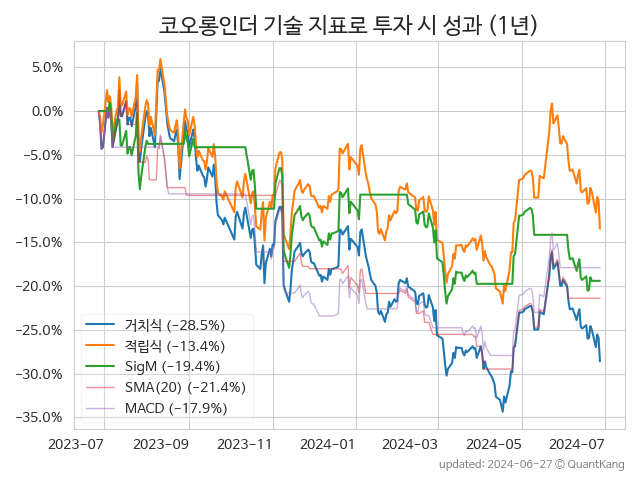 코오롱인더 기술 지표로 투자 시 성과 (1년)
5.0%
0.0%
−5.0%
−10.0%
−15.0%
−20.0%
−25.0%
−30.0%
−35.0%
거치식 (−28.5%)
적립식 (−13.4%)
SigM (−19.4%)
SMA(20) (−21.4%)
MACD (−17.9%)
2023−07 2023−09 2023−11 2024−01 2024−03 2024−05 2024−07
updated: 2024-06-27 ⓒ QuantKang